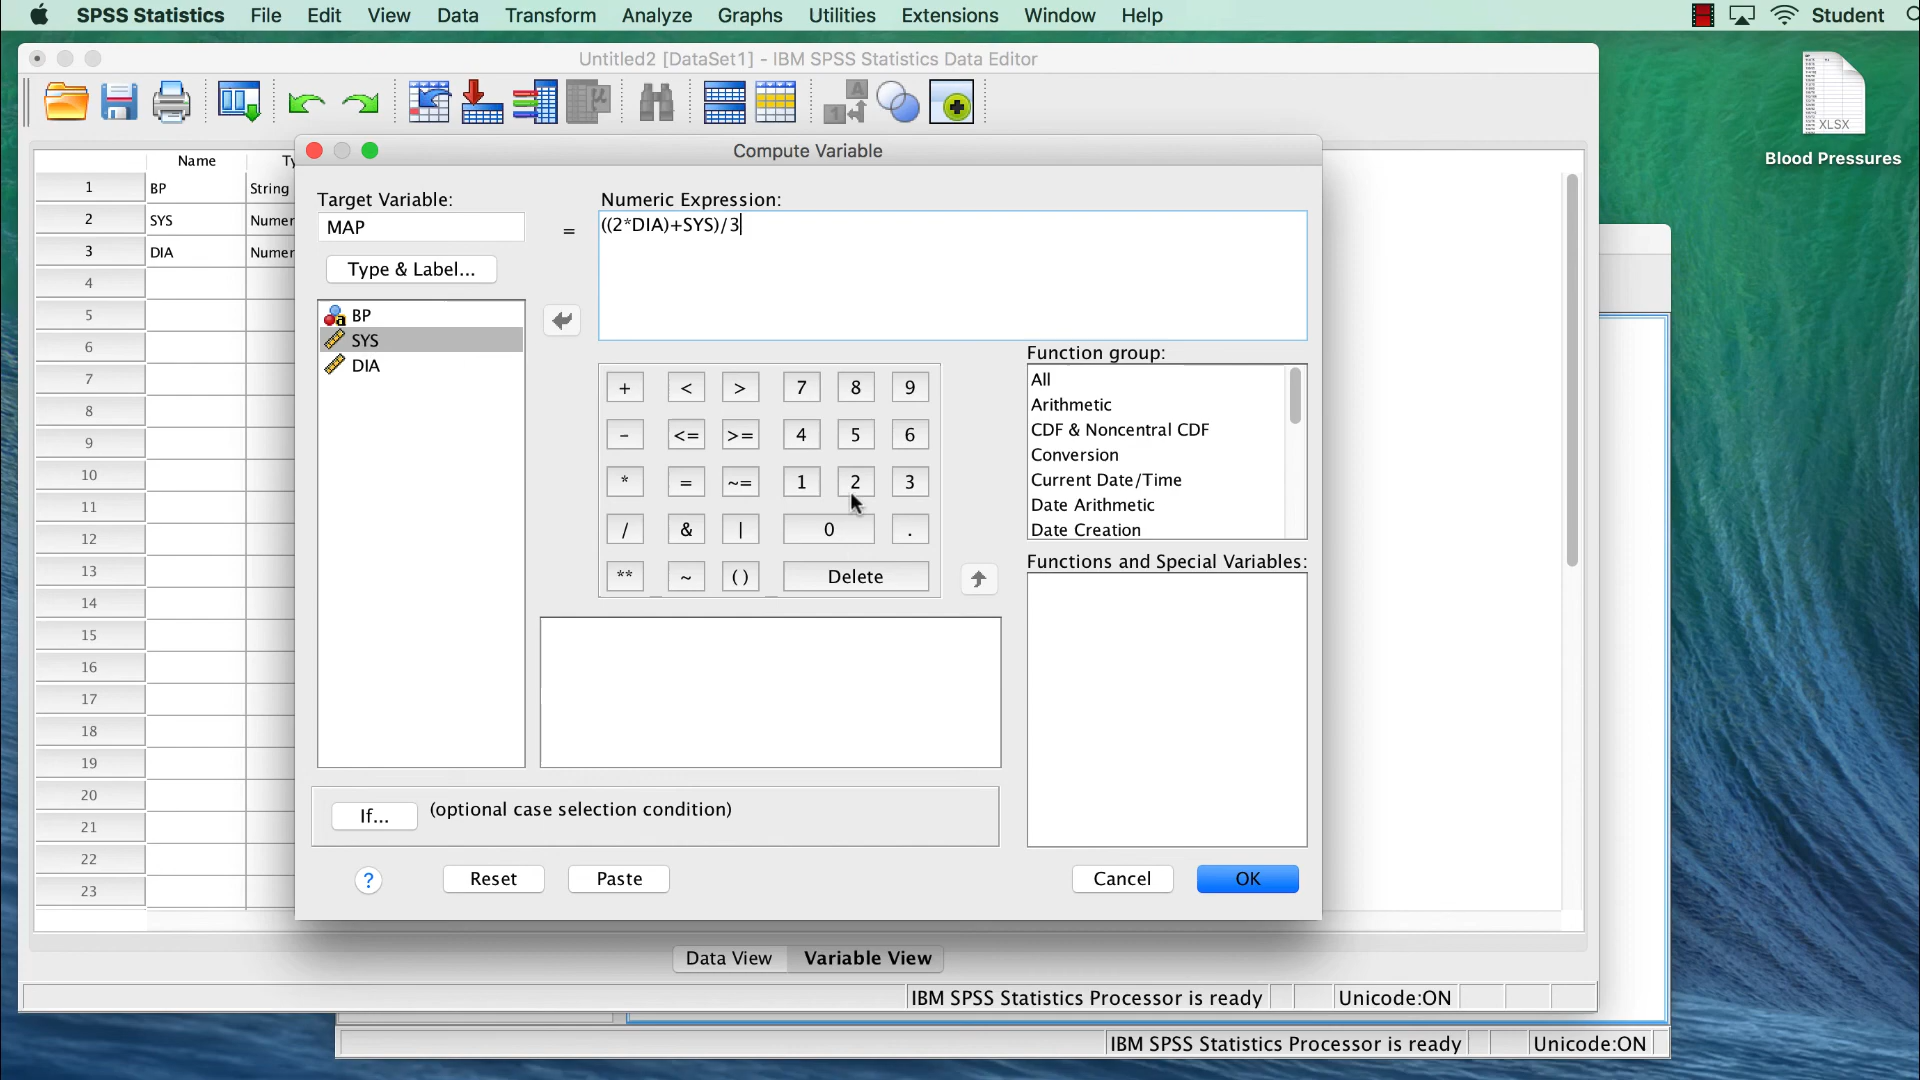 SPSS Statistics File Edit View Data Transform Analyze Graphs Utilities Extensions Window Help Student
Untitled2 [DataSet1] - IBM SPSS Statistics Data Editor
XLSX
Blood Pressures
Compute Variable
Name Ty
1 BP String
2 SYS Numer
3 DIA Numer
4
5
6
7
8
9
10
11
12
13
14
15
16
17
18
19
20
21
22
23
Target Variable:
MAP
=
Numeric Expression:
((2*DIA)+SYS)/3
Type & Label...
BP
SYS
DIA
+ < > 7 8 9
- <= >= 4 5 6
* = ~= 1 2 3
/ & | 0 .
** ~ () Delete
Function group:
All
Arithmetic
CDF & Noncentral CDF
Conversion
Current Date/Time
Date Arithmetic
Date Creation
Functions and Special Variables:
If... (optional case selection condition)
? Reset Paste Cancel OK
Data View Variable View
IBM SPSS Statistics Processor is ready Unicode:ON
IBM SPSS Statistics Processor is ready Unicode:ON